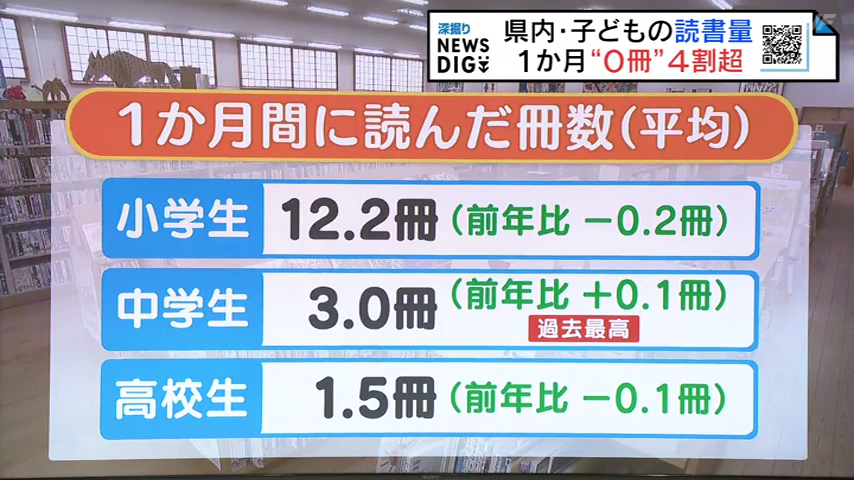 深掘り
NEWS
DIG
県内・子どもの読書量
1か月“0冊”4割超
1か月間に読んだ冊数(平均)
小学生 12.2冊(前年比 −0.2冊)
中学生 3.0冊(前年比 +0.1冊)
過去最高
高校生 1.5冊(前年比 −0.1冊)